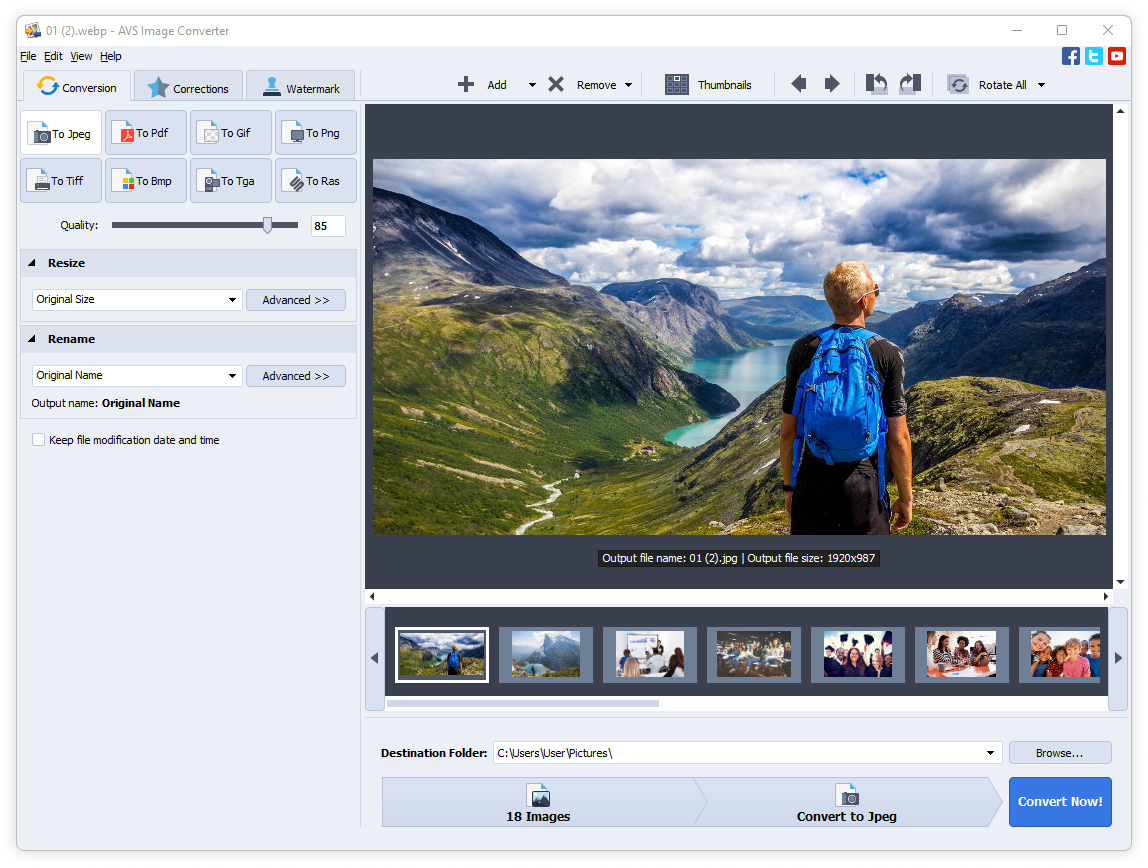 01 (2).webp - AVS Image Converter
File Edit View Help
Conversion Corrections Watermark
Add Remove Thumbnails Rotate All
To Jpeg To Pdf To Gif To Png
To Tiff To Bmp To Tga To Ras
Quality: 85
Resize
Original Size Advanced >>
Rename
Original Name Advanced >>
Output name: Original Name
Keep file modification date and time
Output file name: 01 (2).jpg | Output file size: 1920x987
Destination Folder: C:\Users\User\Pictures\ Browse...
18 Images Convert to Jpeg Convert Now!